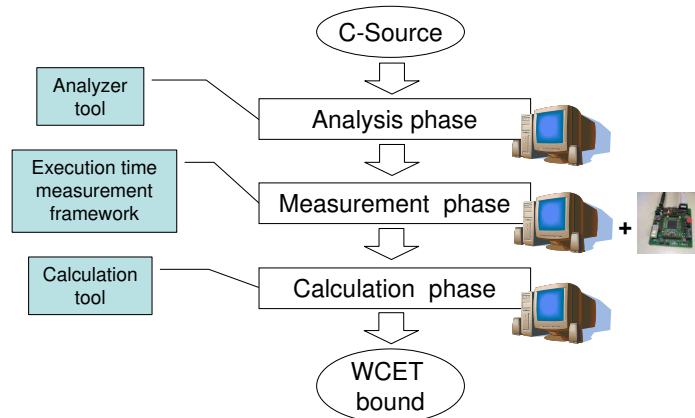 C-Source
Analyzer
tool
Analysis phase
Execution time
measurement
framework
Measurement phase
+
Calculation
tool
Calculation phase
WCET
bound